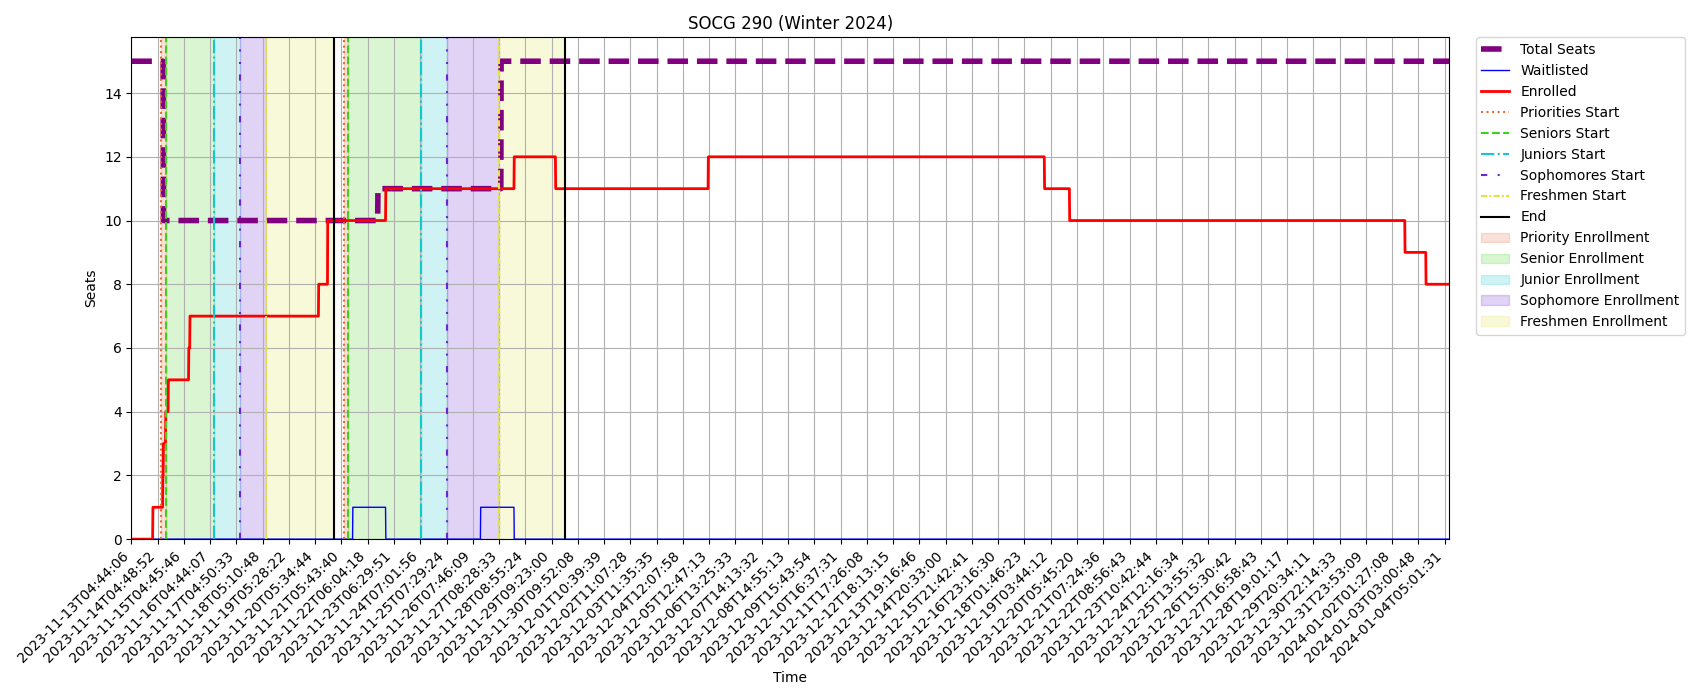 SOCG 290 (Winter 2024)
Seats
14
12
10
8
6
4
2
0
2023-11-13T04:44:06
2023-11-14T04:48:52
2023-11-15T04:45:46
2023-11-16T04:44:07
2023-11-17T04:50:33
2023-11-18T05:10:48
2023-11-19T05:28:22
2023-11-20T05:34:44
2023-11-21T05:43:40
2023-11-22T06:04:18
2023-11-23T06:29:51
2023-11-24T07:01:56
2023-11-25T07:29:24
2023-11-26T07:46:09
2023-11-27T08:28:33
2023-11-28T08:55:24
2023-11-29T09:23:00
2023-11-30T09:52:08
2023-12-01T10:39:39
2023-12-02T11:07:28
2023-12-03T11:35:35
2023-12-04T12:07:58
2023-12-05T12:47:13
2023-12-06T13:25:33
2023-12-07T14:13:32
2023-12-08T14:55:13
2023-12-09T15:43:54
2023-12-10T16:37:31
2023-12-11T17:26:08
2023-12-12T18:13:15
2023-12-13T19:16:46
2023-12-14T20:33:00
2023-12-15T21:42:41
2023-12-16T23:16:30
2023-12-18T01:46:23
2023-12-19T03:44:12
2023-12-20T05:45:20
2023-12-21T07:24:36
2023-12-22T08:56:43
2023-12-23T10:42:44
2023-12-24T12:16:34
2023-12-25T13:55:32
2023-12-26T15:30:42
2023-12-27T16:58:43
2023-12-28T19:01:17
2023-12-29T20:34:11
2023-12-30T22:14:33
2023-12-31T23:53:09
2024-01-02T01:27:08
2024-01-03T03:00:48
2024-01-04T05:01:31
Time
Total Seats
Waitlisted
Enrolled
Priorities Start
Seniors Start
Juniors Start
Sophomores Start
Freshmen Start
End
Priority Enrollment
Senior Enrollment
Junior Enrollment
Sophomore Enrollment
Freshmen Enrollment